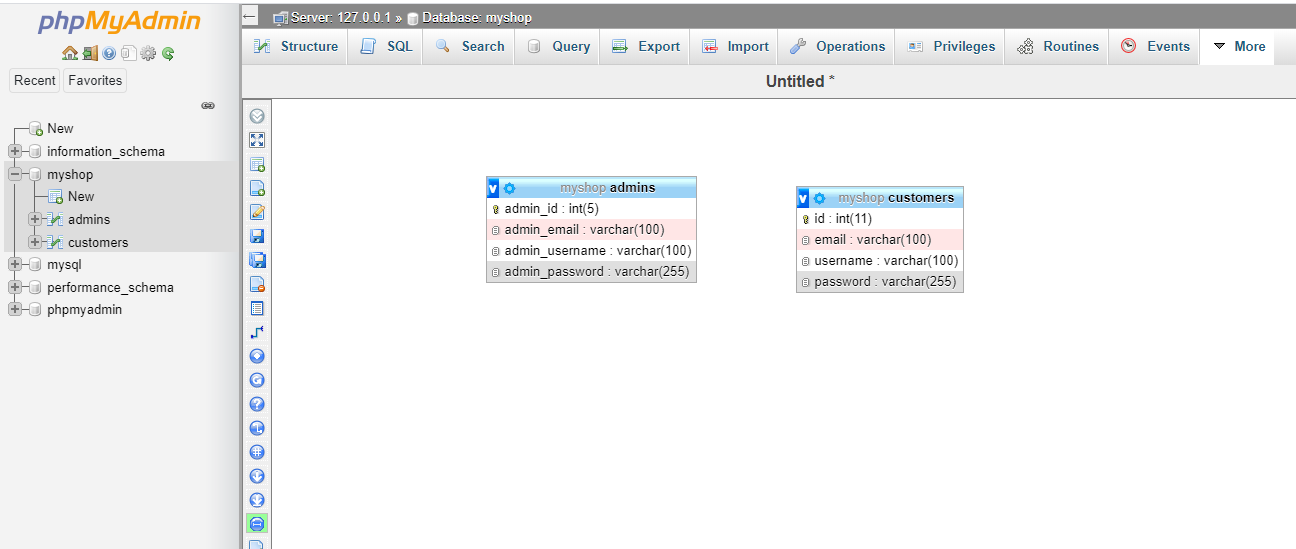 phpMyAdmin
Recent Favorites
New
information_schema
myshop
New
admins
customers
mysql
performance_schema
phpmyadmin
← Server: 127.0.0.1 » Database: myshop
Structure SQL Search Query Export Import Operations Privileges Routines Events More
Untitled *
v myshop admins
admin_id : int(5)
admin_email : varchar(100)
admin_username : varchar(100)
admin_password : varchar(255)
v myshop customers
id : int(11)
email : varchar(100)
username : varchar(100)
password : varchar(255)